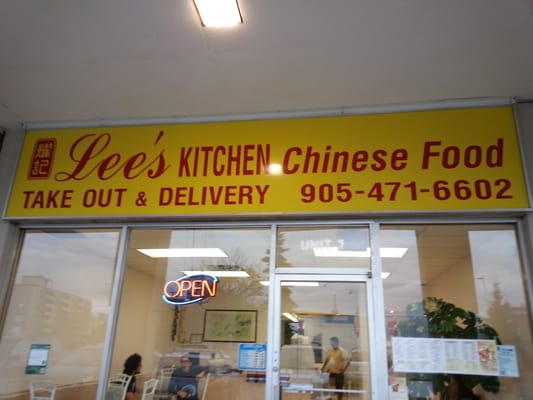 耀記
Lee's KITCHEN Chinese Food
TAKE OUT & DELIVERY 905-471-6602
UNIT 7
OPEN